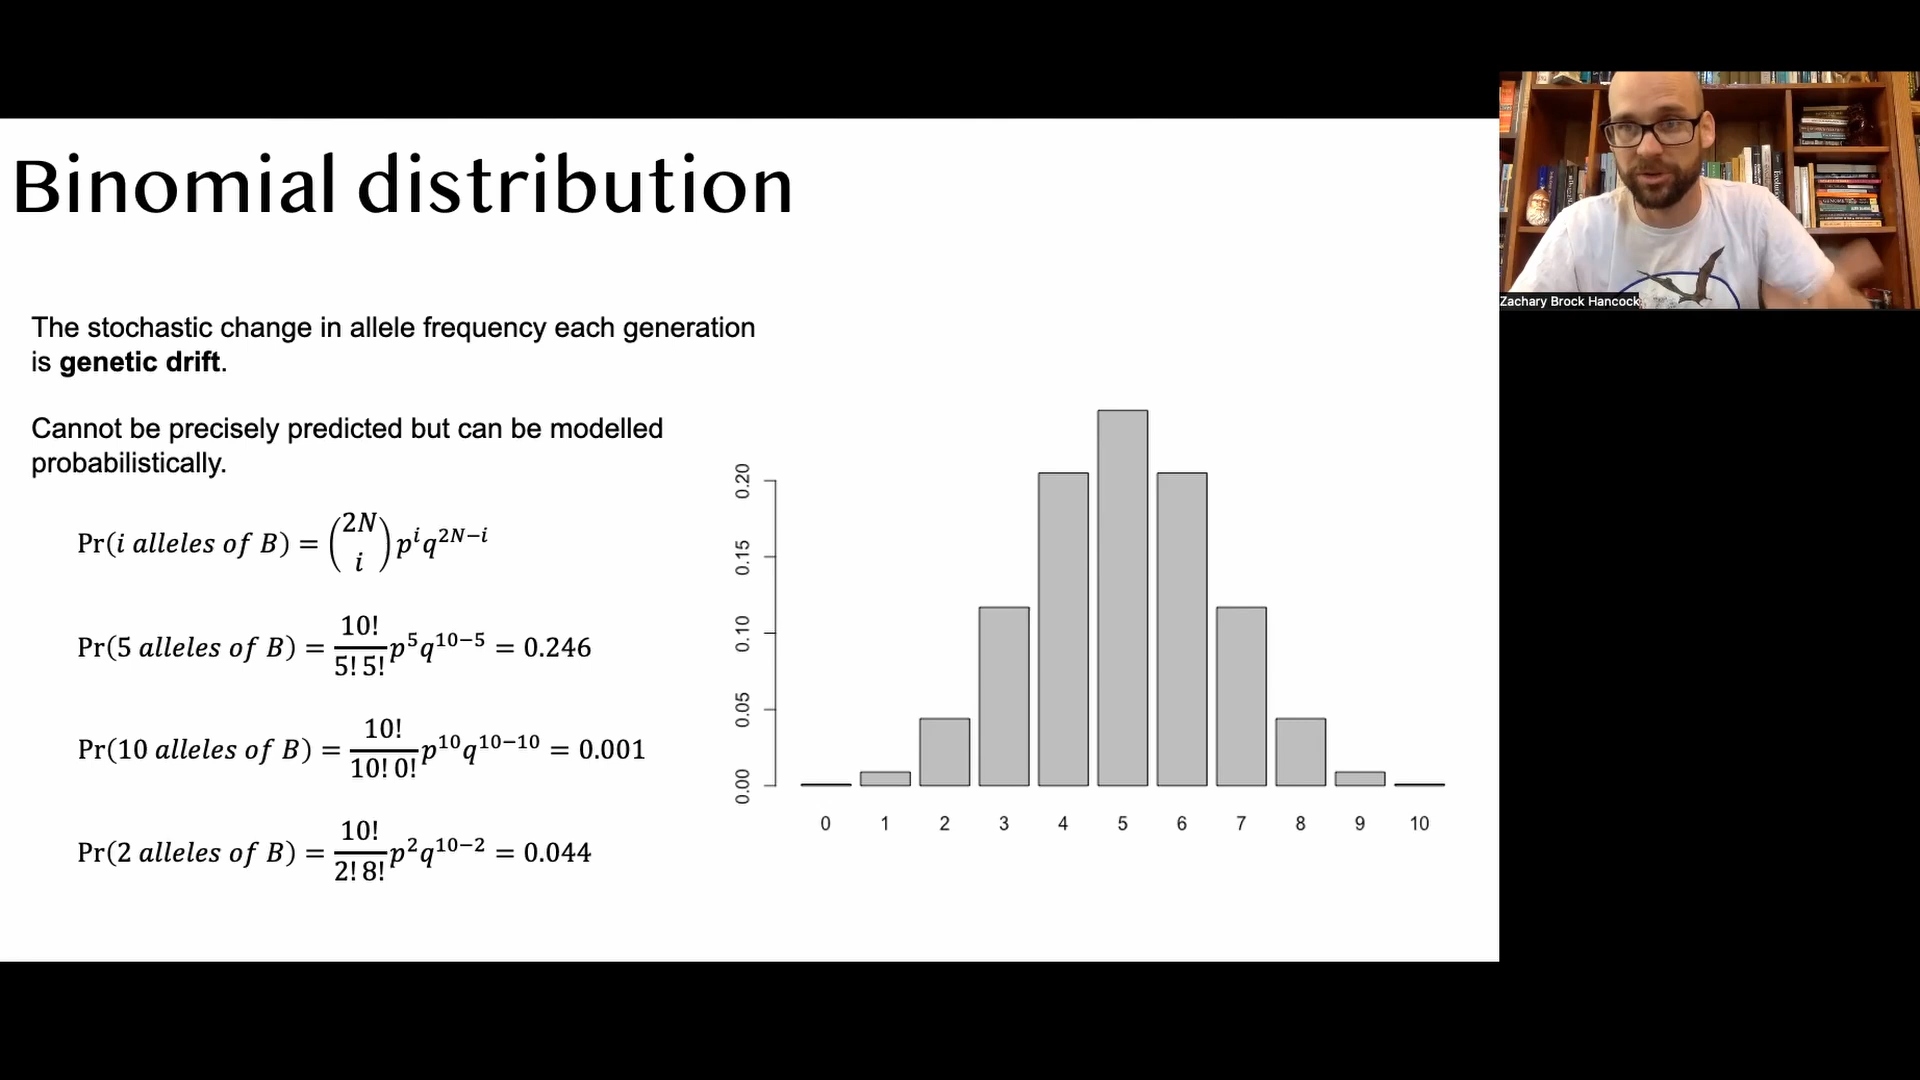 Binomial distribution
The stochastic change in allele frequency each generation
is genetic drift.
Cannot be precisely predicted but can be modelled
probabilistically.
Pr(i alleles of B) = (2N i) p^i q^{2N−i}
Pr(5 alleles of B) = 10!/5! 5! p^5 q^{10−5} = 0.246
Pr(10 alleles of B) = 10!/10! 0! p^{10} q^{10−10} = 0.001
Pr(2 alleles of B) = 10!/2! 8! p^2 q^{10−2} = 0.044
0.20
0.15
0.10
0.05
0.00
0 1 2 3 4 5 6 7 8 9 10
Zachary Brock Hancock